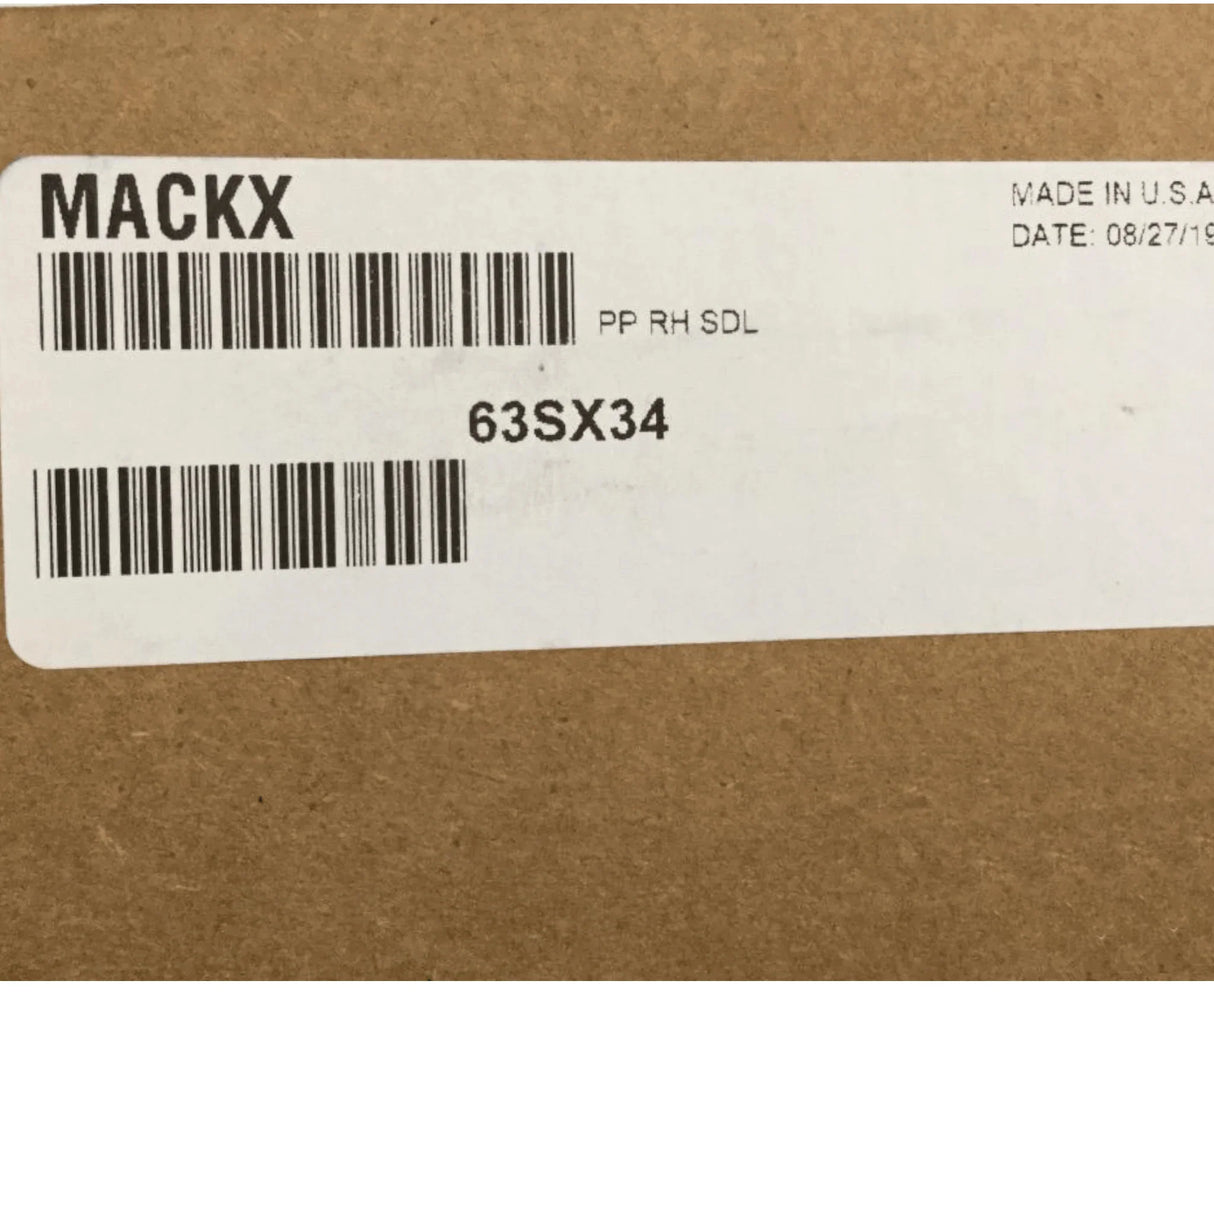 MACKX
MADE IN U.S.A
DATE: 08/27/19
PP RH SDL
63SX34